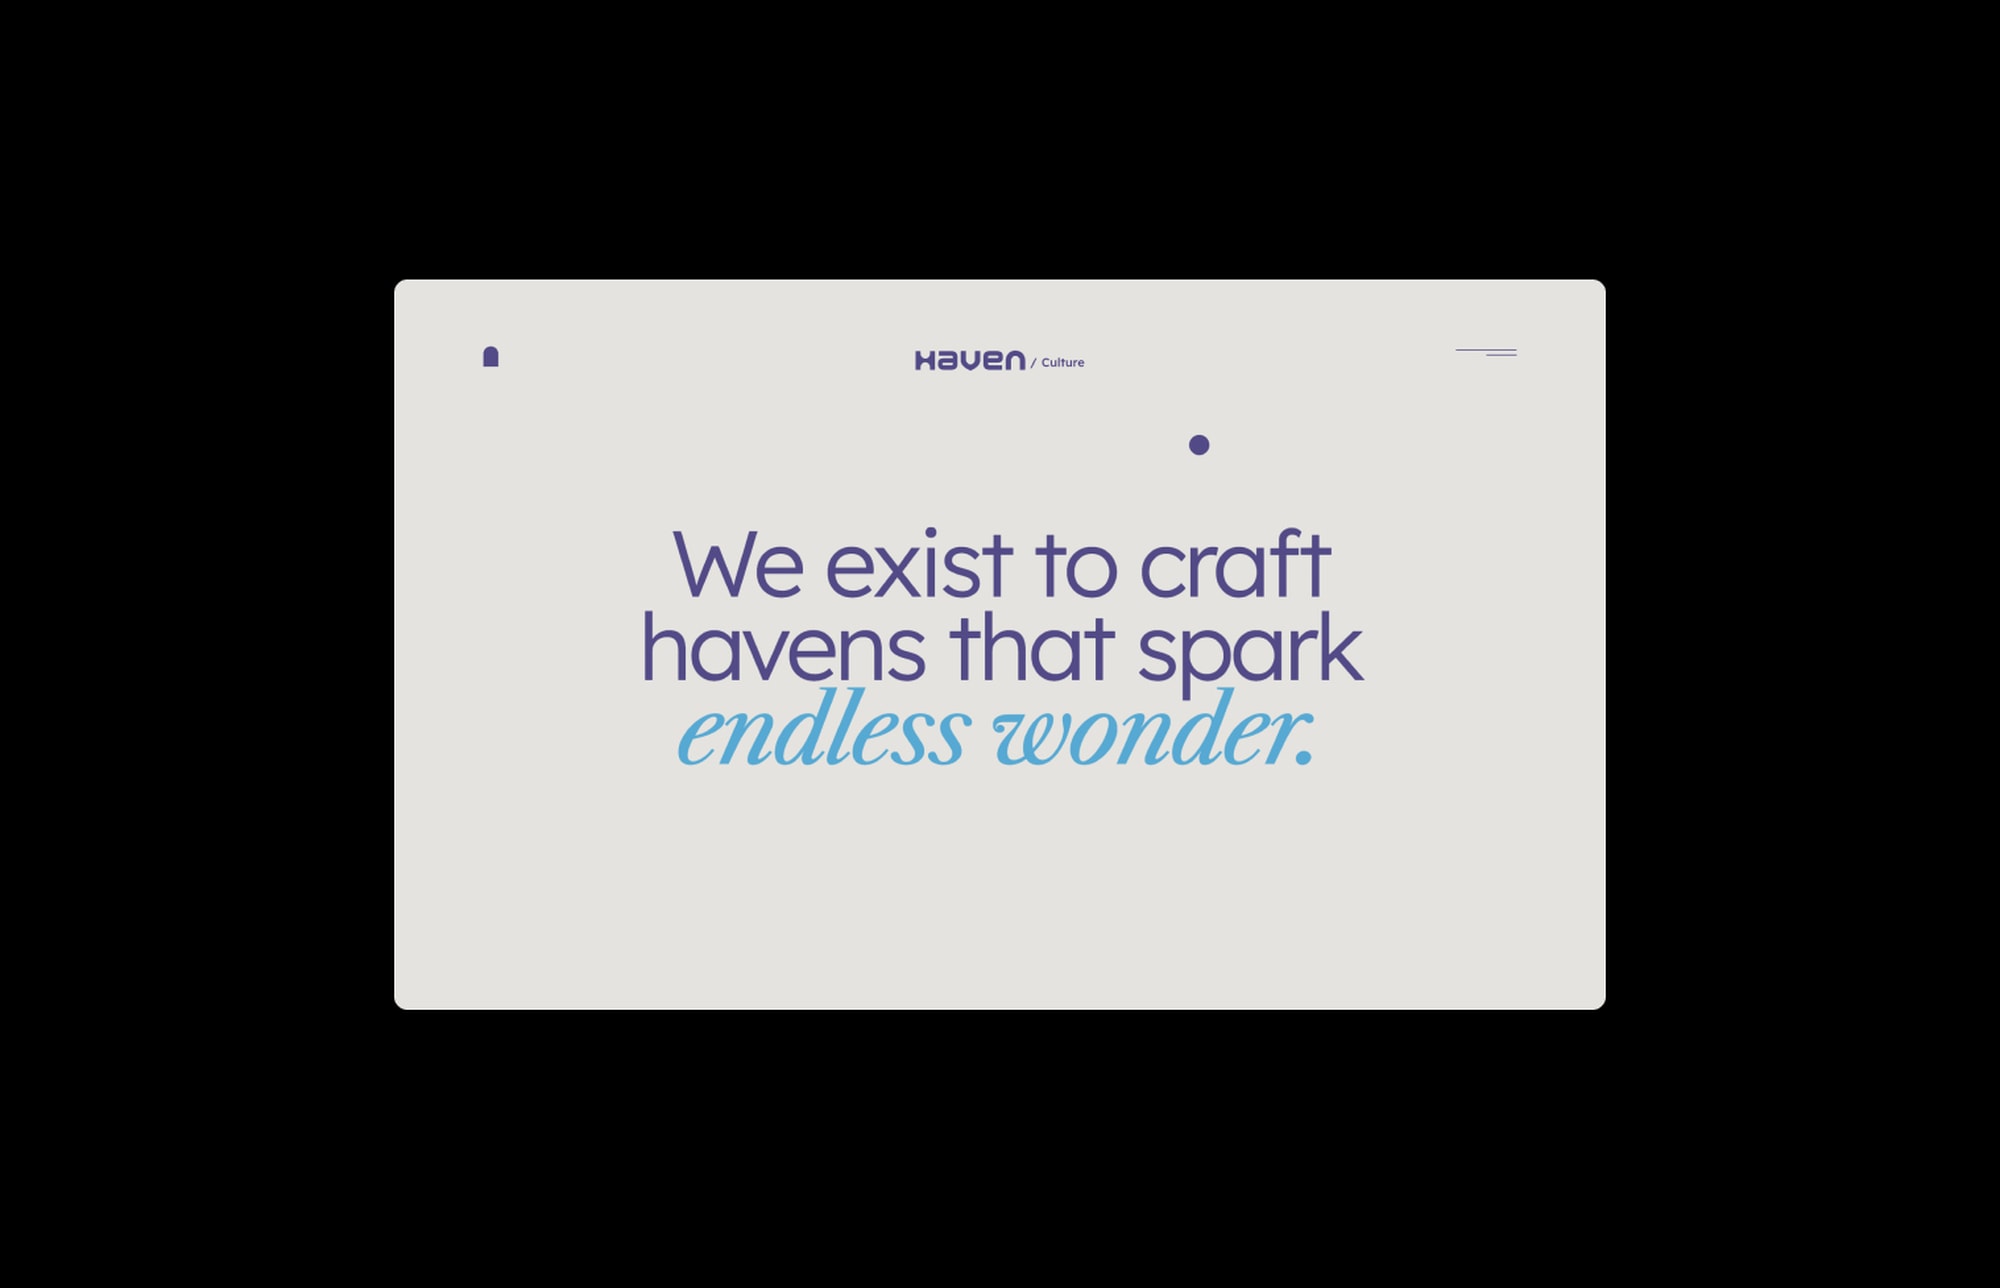 Haven / Culture
We exist to craft
havens that spark
endless wonder.